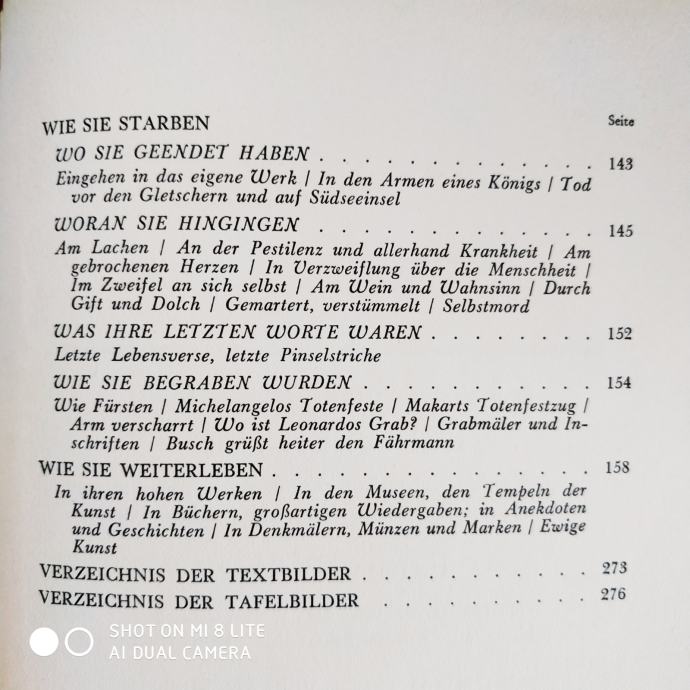 WIE SIE STARBEN Seite
WO SIE GEENDET HABEN . . . . . . . . . . . . . 143
Eingehen in das eigene Werk | In den Armen eines Königs | Tod
vor den Gletschern und auf Südseeinsel
WORAN SIE HINGINGEN . . . . . . . . . . . . . 145
Am Lachen | An der Pestilenz und allerhand Krankheit | Am
gebrochenen Herzen | In Verzweiflung über die Menschheit |
Im Zweifel an sich selbst | Am Wein und Wahnsinn | Durch
Gift und Dolch | Gemartert, verstümmelt | Selbstmord
WAS IHRE LETZTEN WORTE WAREN . . . . . . . . 152
Letzte Lebensverse, letzte Pinselstriche
WIE SIE BEGRABEN WURDEN . . . . . . . . . . . 154
Wie Fürsten | Michelangelos Totenfeste | Makarts Totenfestzug |
Arm verscharrt | Wo ist Leonardos Grab? | Grabmäler und In-
schriften | Busch grüßt heiter den Fährmann
WIE SIE WEITERLEBEN . . . . . . . . . . . . . . . 158
In ihren hohen Werken | In den Museen, den Tempeln der
Kunst | In Büchern, großartigen Wiedergaben; in Anekdoten
und Geschichten | In Denkmälern, Münzen und Marken | Ewige
Kunst
VERZEICHNIS DER TEXTBILDER . . . . . . . . . . . 273
VERZEICHNIS DER TAFELBILDER . . . . . . . . . . 276
SHOT ON MI 8 LITE
AI DUAL CAMERA